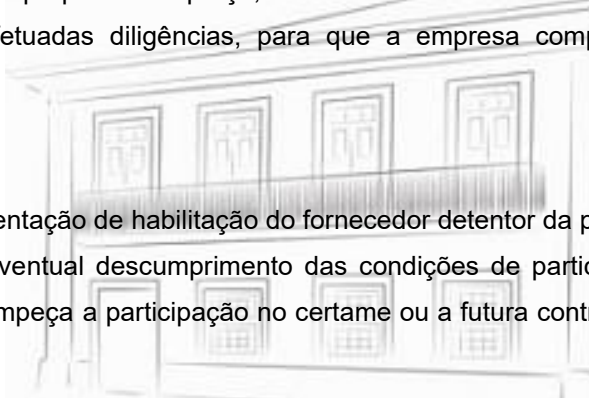 etuadas diligências, para que a empresa comp
entação de habilitação do fornecedor detentor da p
ventual descumprimento das condições de partic
mpeça a participação no certame ou a futura contr